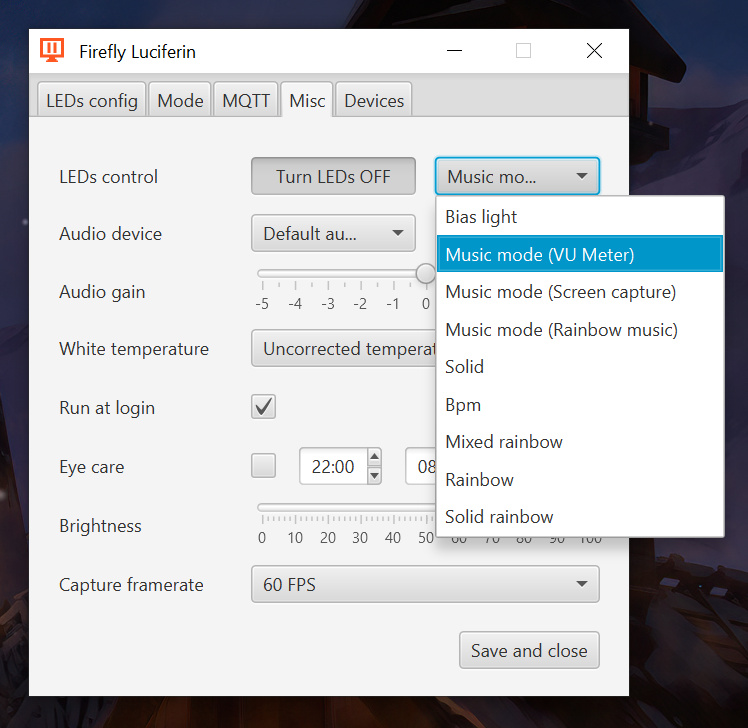 Firefly Luciferin
LEDs config Mode MQTT Misc Devices
LEDs control Turn LEDs OFF Music mo...
Bias light
Audio device Default au...
Music mode (VU Meter)
Audio gain
Music mode (Screen capture)
-5 -4 -3 -2 -1 0
Music mode (Rainbow music)
White temperature Uncorrected temperat
Solid
Run at login
Bpm
Mixed rainbow
Eye care 22:00 08
Rainbow
Brightness
Solid rainbow
0 10 20 30 40 50 60 70 80 90 100
Capture framerate 60 FPS
Save and close